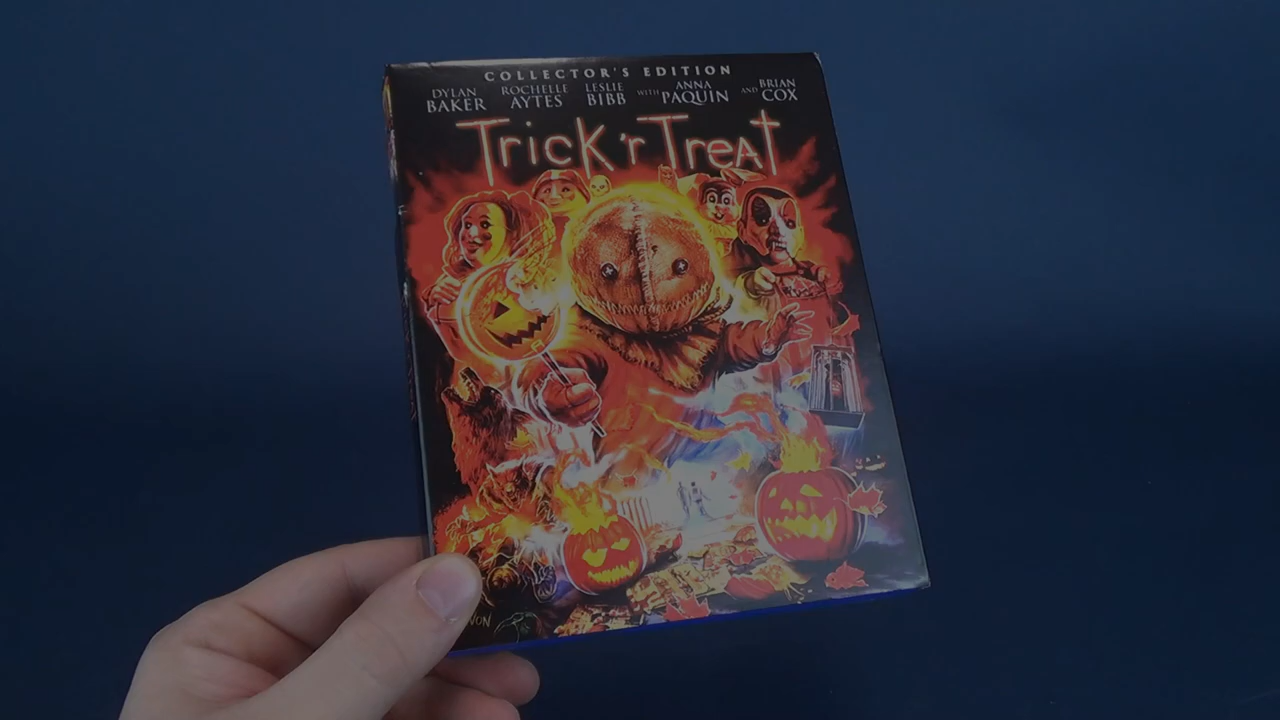 COLLECTOR'S EDITION
DYLAN BAKER ROCHELLE AYTES LESLIE BIBB WITH ANNA PAQUIN AND BRIAN COX
Trick 'r Treat